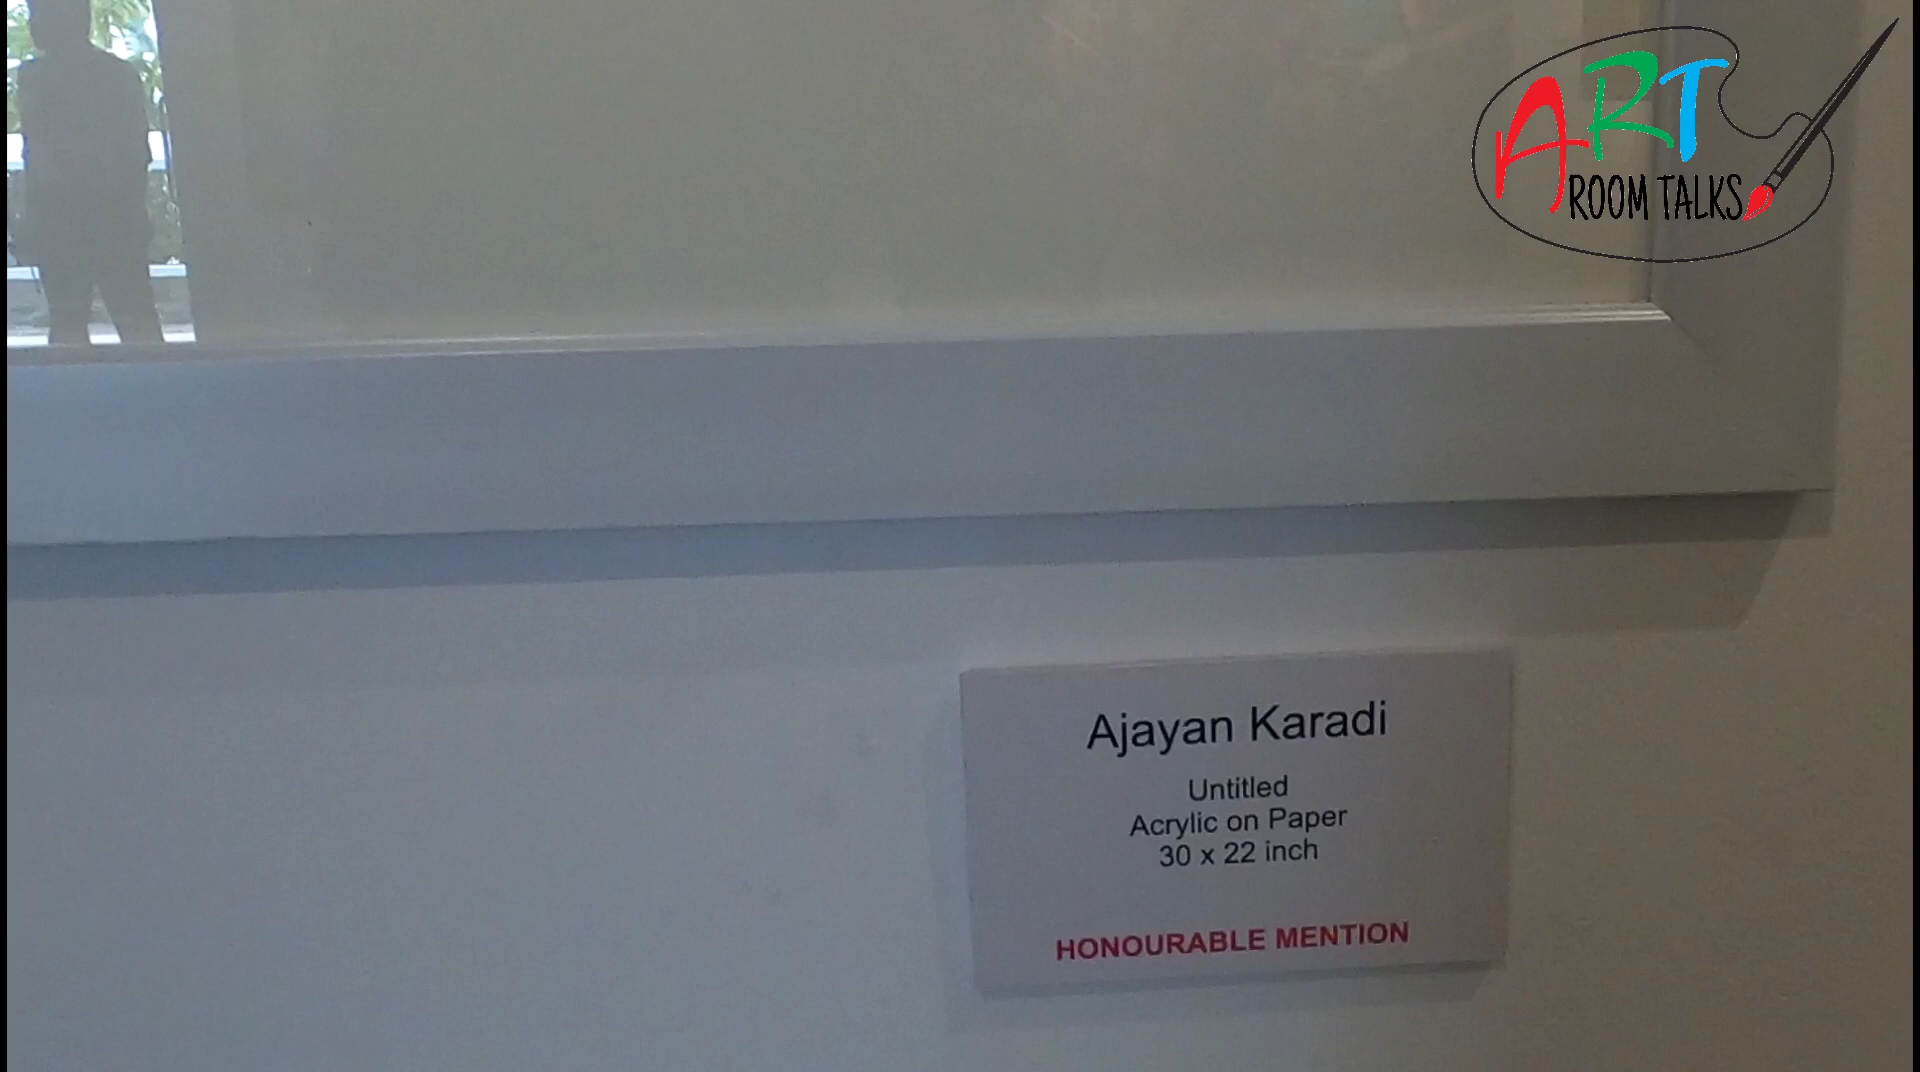 ART
ROOM TALKS
Ajayan Karadi
Untitled
Acrylic on Paper
30 x 22 inch
HONOURABLE MENTION